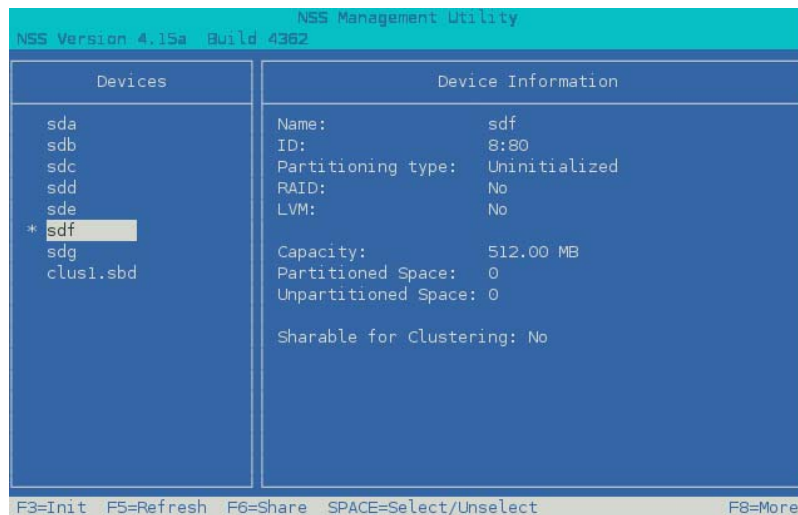 NSS Management Utility
NSS Version 4.15a Build 4362
Devices
sda
sdb
sdc
sdd
sde
* sdf
sdg
clus1.sbd
Device Information
Name: sdf
ID: 8:80
Partitioning type: Uninitialized
RAID: No
LVM: No
Capacity: 512.00 MB
Partitioned Space: 0
Unpartitioned Space: 0
Sharable for Clustering: No
F3=Init F5=Refresh F6=Share SPACE=Select/Unselect F8=More